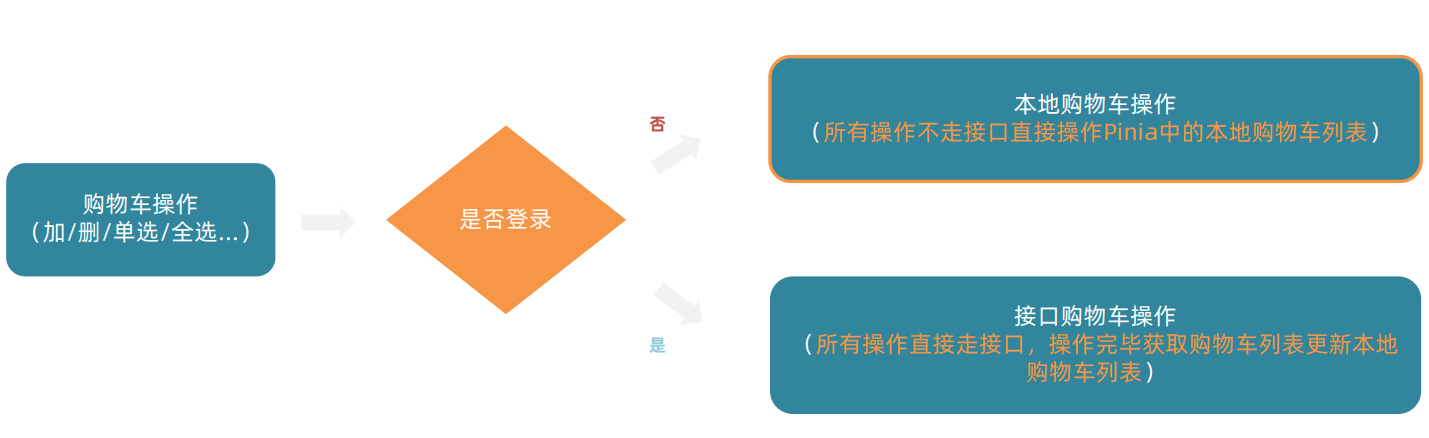 购物车操作
(加/删/单选/全选...)
是否登录
否
本地购物车操作
(所有操作不走接口直接操作Pinia中的本地购物车列表)
是
接口购物车操作
(所有操作直接走接口，操作完毕获取购物车列表更新本地
购物车列表)